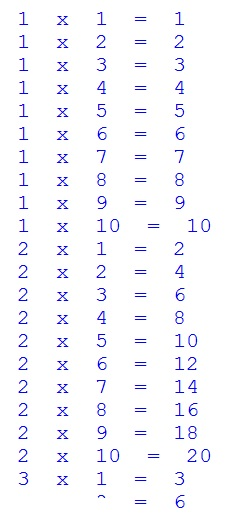 1 x 1 = 1
1 x 2 = 2
1 x 3 = 3
1 x 4 = 4
1 x 5 = 5
1 x 6 = 6
1 x 7 = 7
1 x 8 = 8
1 x 9 = 9
1 x 10 = 10
2 x 1 = 2
2 x 2 = 4
2 x 3 = 6
2 x 4 = 8
2 x 5 = 10
2 x 6 = 12
2 x 7 = 14
2 x 8 = 16
2 x 9 = 18
2 x 10 = 20
3 x 1 = 3
= 6